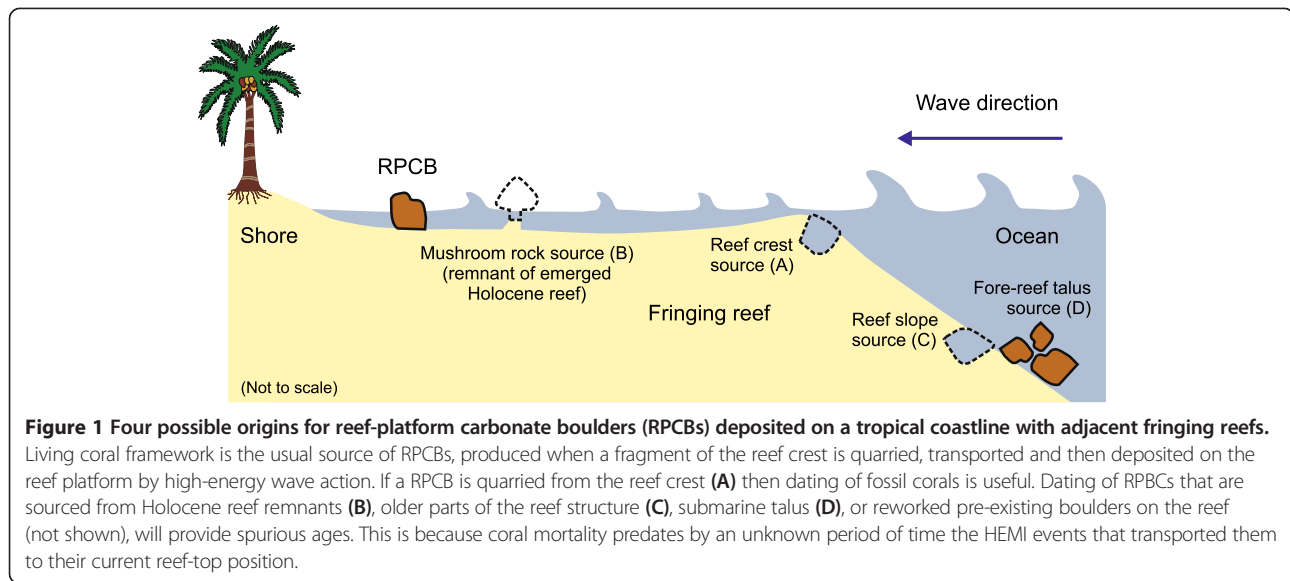 Wave direction
RPCB
Shore
Mushroom rock source (B)
(remnant of emerged
Holocene reef)
Reef crest
source (A)
Ocean
Fore-reef talus
source (D)
Fringing reef
Reef slope
source (C)
(Not to scale)
Figure 1 Four possible origins for reef-platform carbonate boulders (RPCBs) deposited on a tropical coastline with adjacent fringing reefs.
Living coral framework is the usual source of RPCBs, produced when a fragment of the reef crest is quarried, transported and then deposited on the
reef platform by high-energy wave action. If a RPCB is quarried from the reef crest (A) then dating of fossil corals is useful. Dating of RPBCs that are
sourced from Holocene reef remnants (B), older parts of the reef structure (C), submarine talus (D), or reworked pre-existing boulders on the reef
(not shown), will provide spurious ages. This is because coral mortality predates by an unknown period of time the HEMI events that transported them
to their current reef-top position.